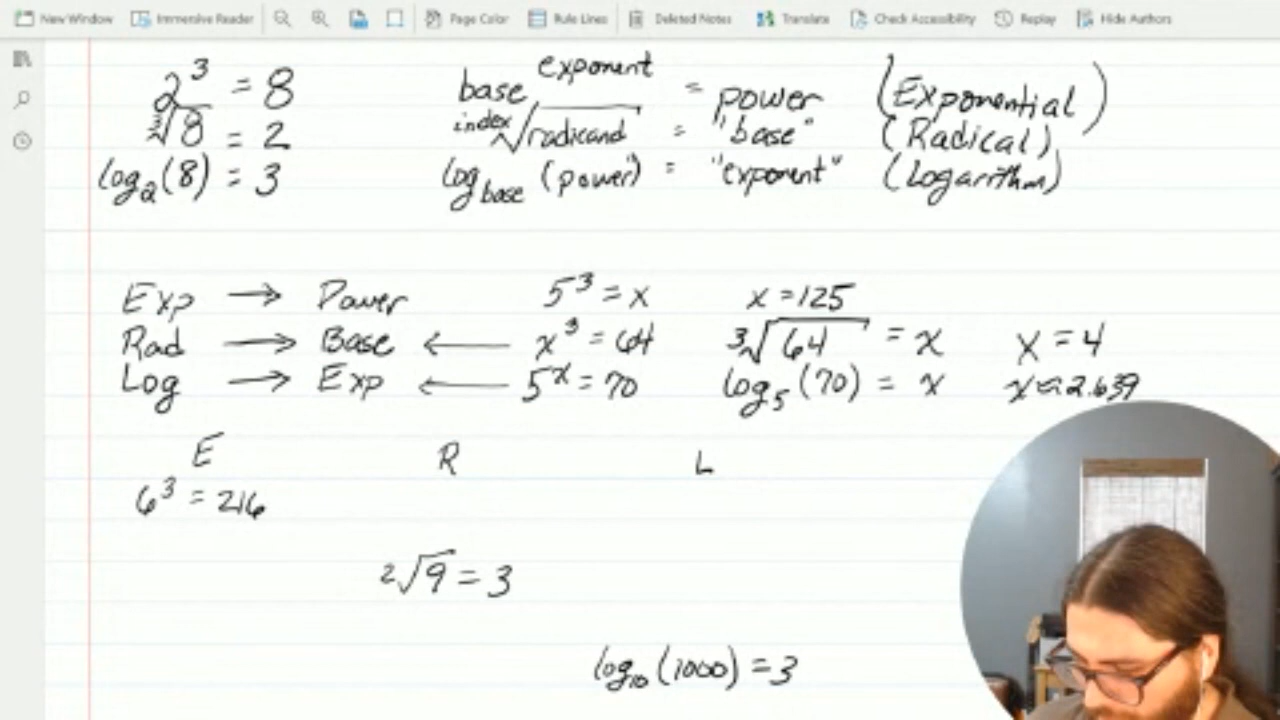 New Window Immersive Reader Page Color Rule Lines Deleted Notes Translate Check Accessibility Replay Hide Authors
2³ = 8 base^exponent = power (Exponential)
∛8 = 2 index√radicand = "base" (Radical)
log₂(8) = 3 log_base (power) = "exponent" (Logarithm)
Exp → Power 5³ = x x = 125
Rad → Base ← x³ = 64 ∛64 = x x = 4
Log → Exp ← 5ˣ = 70 log₅(70) = x x ≈ 2.639
E R L
6³ = 216
²√9 = 3
log₁₀(1000) = 3